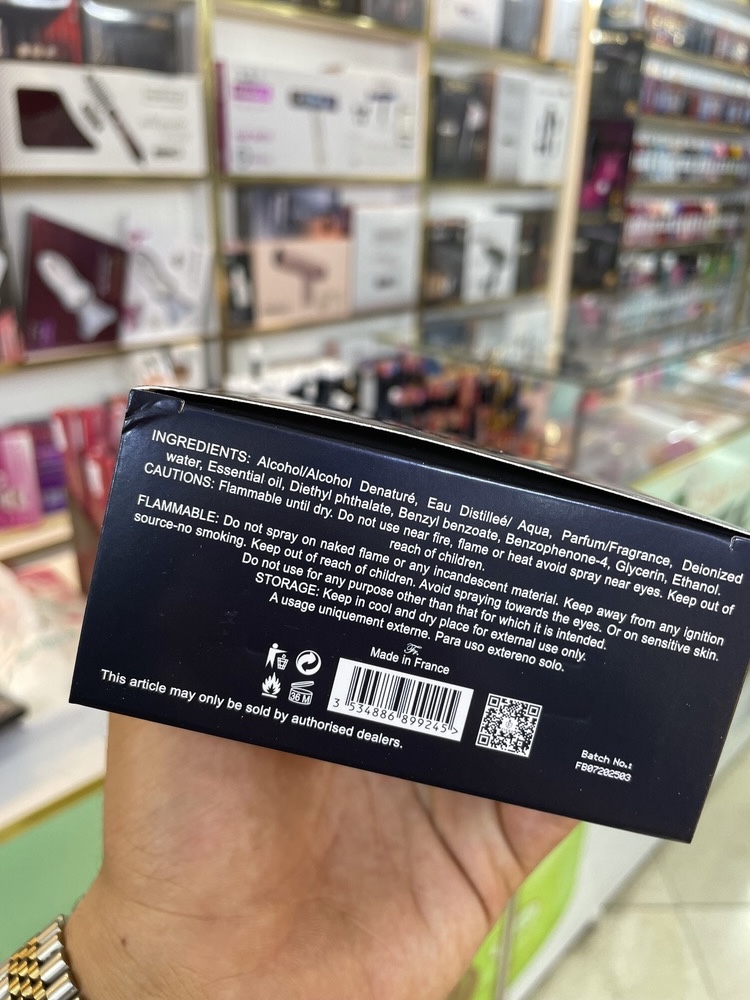 INGREDIENTS: Alcohol/Alcohol Denaturé, Eau Distilleé/ Aqua, Parfum/Fragrance, Deionized
water, Essential oil, Diethyl phthalate, Benzyl benzoate, Benzophenone-4, Glycerin, Ethanol.
CAUTIONS: Flammable until dry. Do not use near fire, flame or heat avoid spray near eyes. Keep out of
reach of children.
FLAMMABLE: Do not spray on naked flame or any incandescent material. Keep away from any ignition
source-no smoking. Keep out of reach of children. Avoid spraying towards the eyes. Or on sensitive skin.
Do not use for any purpose other than that for which it is intended.
STORAGE: Keep in cool and dry place for external use only.
A usage uniquement externe. Para uso extereno solo.
Made in France
36 M
3 534886 899245
This article may only be sold by authorised dealers.
Batch No.:
FB07202503